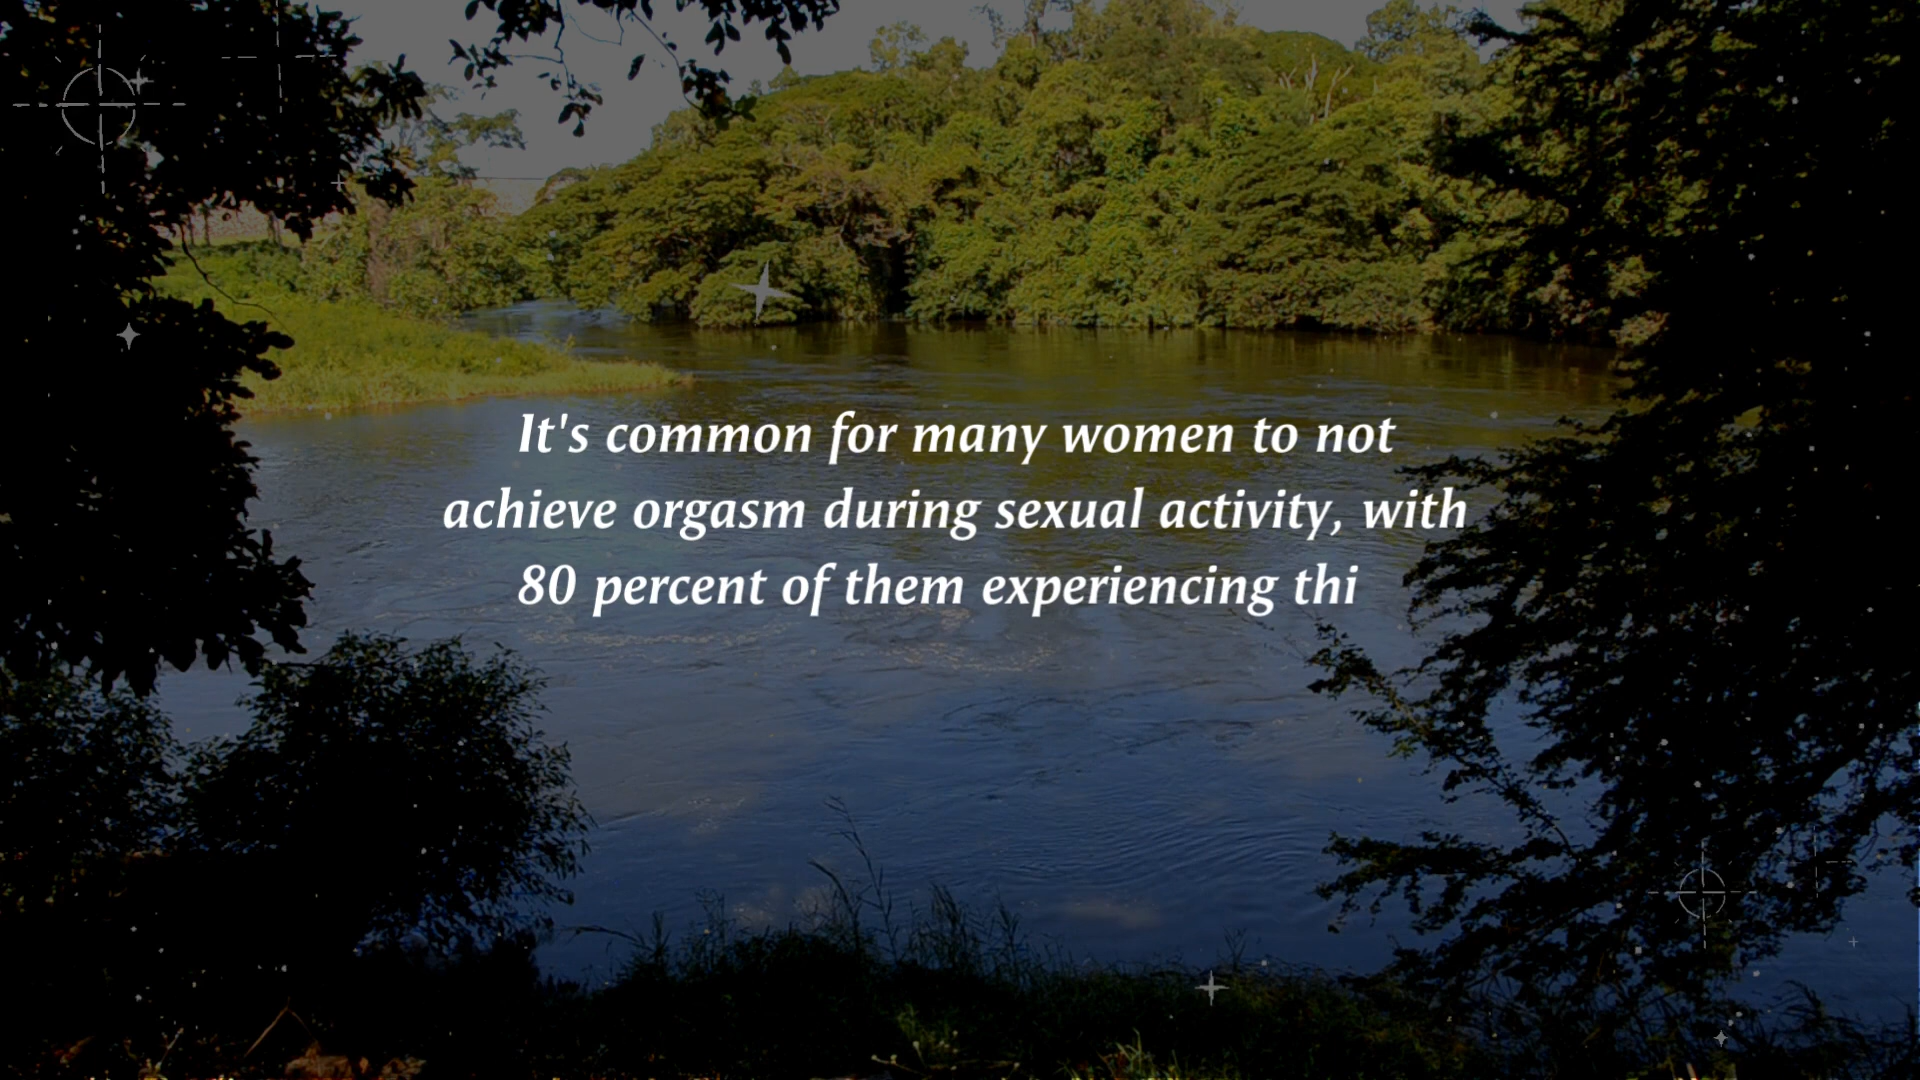 It's common for many women to not
achieve orgasm during sexual activity, with
80 percent of them experiencing thi